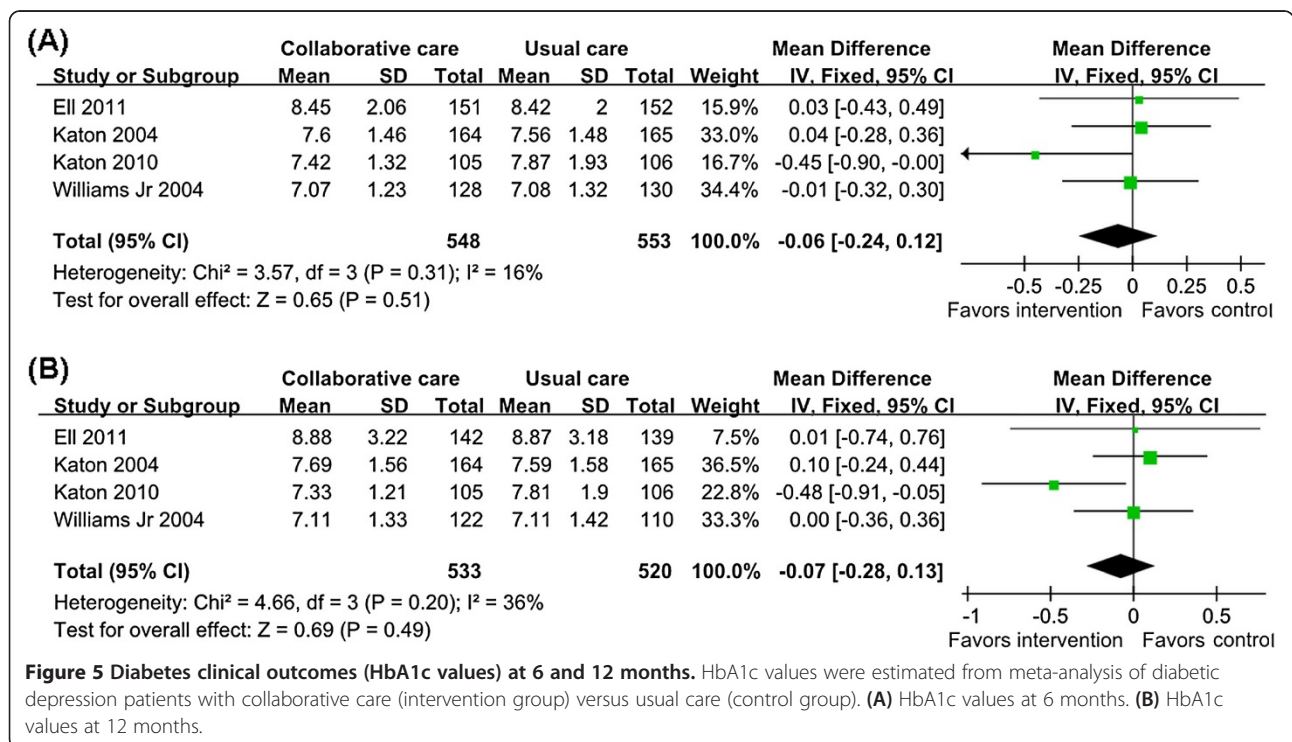 (A)
Collaborative care Usual care Mean Difference Mean Difference
Study or Subgroup Mean SD Total Mean SD Total Weight IV, Fixed, 95% CI IV, Fixed, 95% CI
Ell 2011 8.45 2.06 151 8.42 2 152 15.9% 0.03 [-0.43, 0.49]
Katon 2004 7.6 1.46 164 7.56 1.48 165 33.0% 0.04 [-0.28, 0.36]
Katon 2010 7.42 1.32 105 7.87 1.93 106 16.7% -0.45 [-0.90, -0.00]
Williams Jr 2004 7.07 1.23 128 7.08 1.32 130 34.4% -0.01 [-0.32, 0.30]
Total (95% CI) 548 553 100.0% -0.06 [-0.24, 0.12]
Heterogeneity: Chi² = 3.57, df = 3 (P = 0.31); I² = 16%
Test for overall effect: Z = 0.65 (P = 0.51)
-0.5 -0.25 0 0.25 0.5
Favors intervention Favors control
(B)
Collaborative care Usual care Mean Difference Mean Difference
Study or Subgroup Mean SD Total Mean SD Total Weight IV, Fixed, 95% CI IV, Fixed, 95% CI
Ell 2011 8.88 3.22 142 8.87 3.18 139 7.5% 0.01 [-0.74, 0.76]
Katon 2004 7.69 1.56 164 7.59 1.58 165 36.5% 0.10 [-0.24, 0.44]
Katon 2010 7.33 1.21 105 7.81 1.9 106 22.8% -0.48 [-0.91, -0.05]
Williams Jr 2004 7.11 1.33 122 7.11 1.42 110 33.3% 0.00 [-0.36, 0.36]
Total (95% CI) 533 520 100.0% -0.07 [-0.28, 0.13]
Heterogeneity: Chi² = 4.66, df = 3 (P = 0.20); I² = 36%
Test for overall effect: Z = 0.69 (P = 0.49)
-1 -0.5 0 0.5
Favors intervention Favors control
Figure 5 Diabetes clinical outcomes (HbA1c values) at 6 and 12 months. HbA1c values were estimated from meta-analysis of diabetic
depression patients with collaborative care (intervention group) versus usual care (control group). (A) HbA1c values at 6 months. (B) HbA1c
values at 12 months.